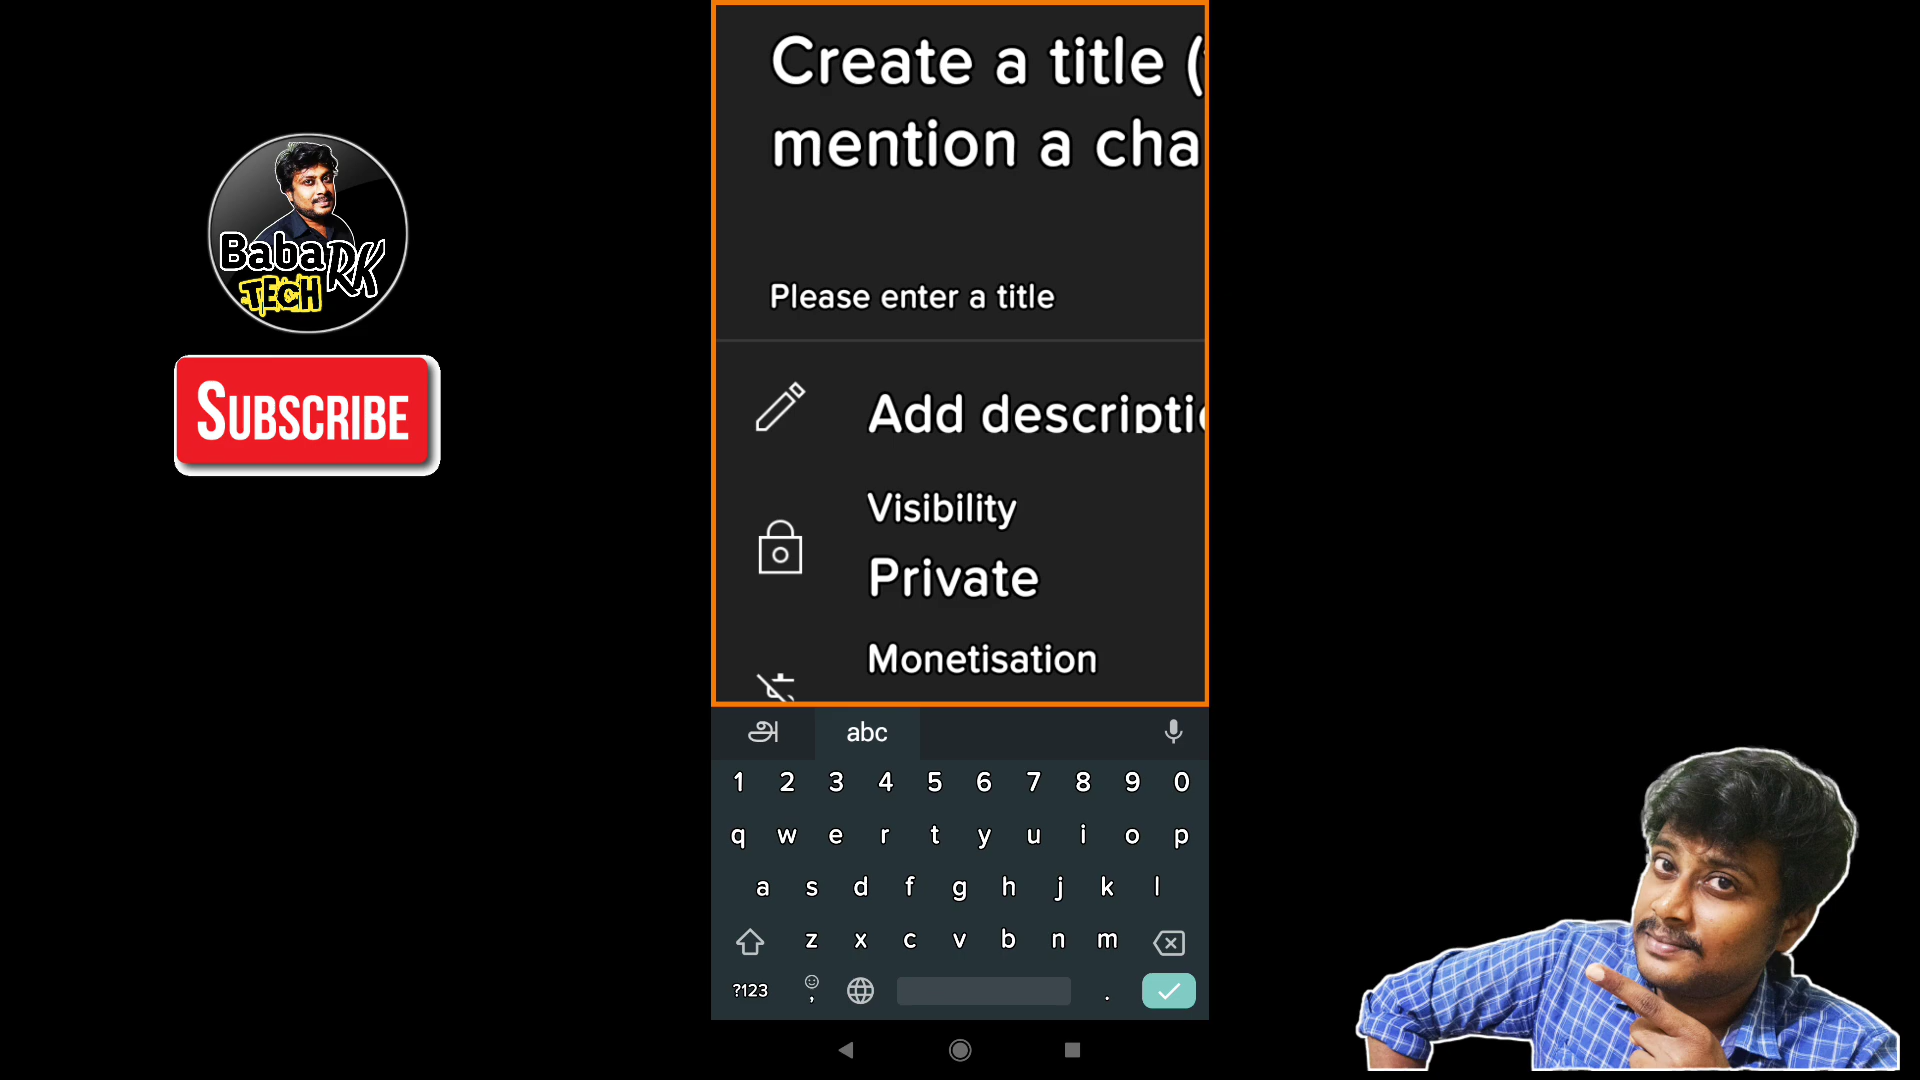 Baba RK
TECH
SUBSCRIBE
Create a title (
mention a cha
Please enter a title
Add descripti
Visibility
Private
Monetisation
அ abc
1 2 3 4 5 6 7 8 9 0
q w e r t y u i o p
a s d f g h j k l
z x c v b n m
?123 , .